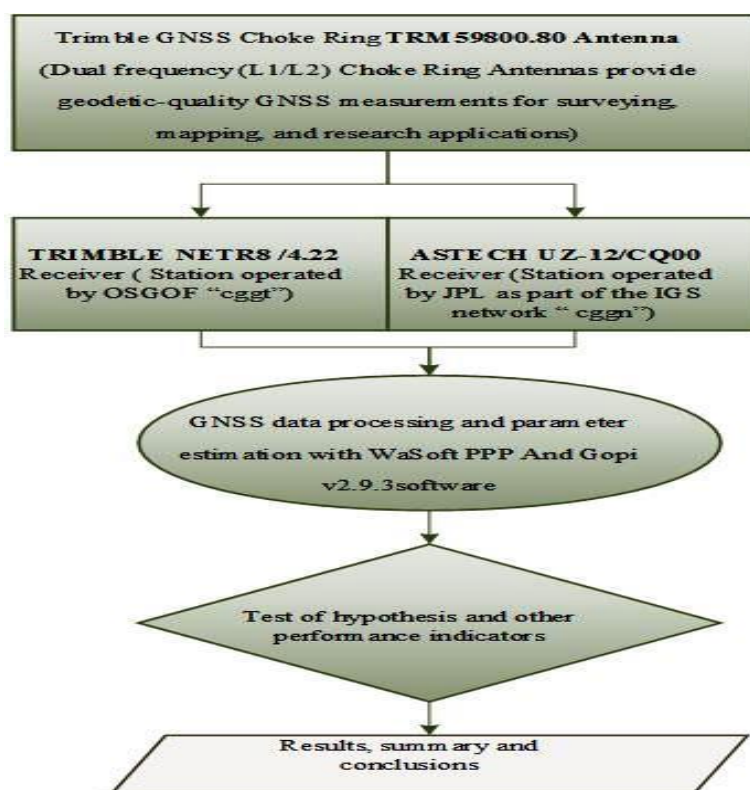 Trimble GNSS Choke Ring TRM 59800.80 Antenna
(Dual frequency (L1/L2) Choke Ring Antennas provide
geodetic-quality GNSS measurements for surveying,
mapping, and research applications)
TRIMBLE NETR8 /4.22
Receiver ( Station operated
by OSGOF “cggt”)
ASTECH UZ-12/CQ00
Receiver (Station operated
by JPL as part of the IGS
network “ cggn”)
GNSS data processing and parameter
estimation with WaSoft PPP And Gopi
v2.9.3software
Test of hypothesis and other
performance indicators
Results, summary and
conclusions